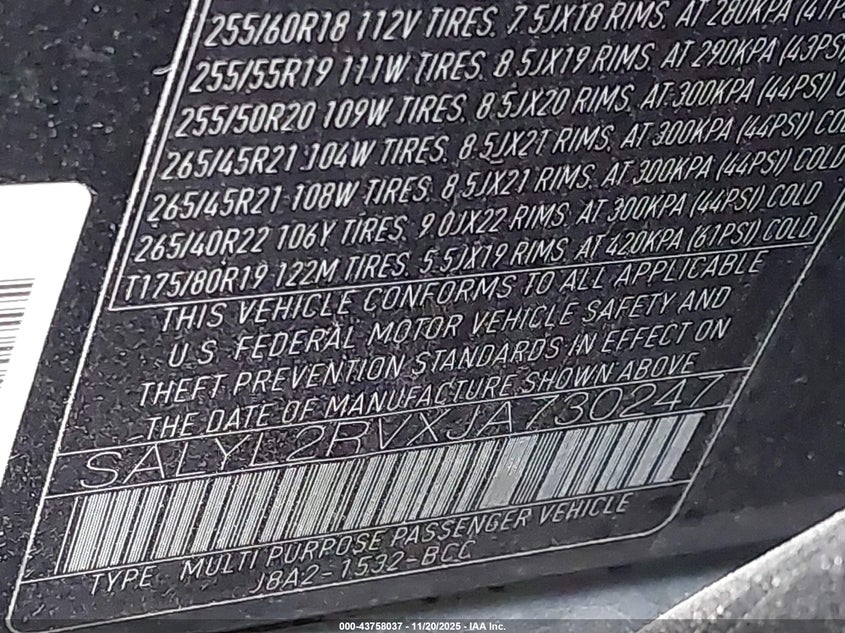 255/60R18 112V TIRES. 7.5JX18 RIMS. AT 280KPA (41P
255/55R19 111W TIRES. 8.5JX19 RIMS. AT 290KPA (43PSI)
255/50R20 109W TIRES. 8.5JX20 RIMS. AT 300KPA (44PSI) C
265/45R21 104W TIRES. 8.5JX21 RIMS. AT 300KPA (44PSI) COL
265/45R21 108W TIRES. 8.5JX21 RIMS. AT 300KPA (44PSI) COLD
265/40R22 106Y TIRES. 9.0JX22 RIMS. AT 300KPA (44PSI) COLD
T175/80R19 122M TIRES. 5.5JX19 RIMS. AT 420KPA (61PSI) COLD
THIS VEHICLE CONFORMS TO ALL APPLICABLE
U.S. FEDERAL MOTOR VEHICLE SAFETY AND
THEFT PREVENTION STANDARDS IN EFFECT ON
THE DATE OF MANUFACTURE SHOWN ABOVE
SALYL2RVXJA730247
TYPE MULTI PURPOSE PASSENGER VEHICLE
J8A2-1532-BCC
000-43758037 - 11/20/2025 - IAA Inc.